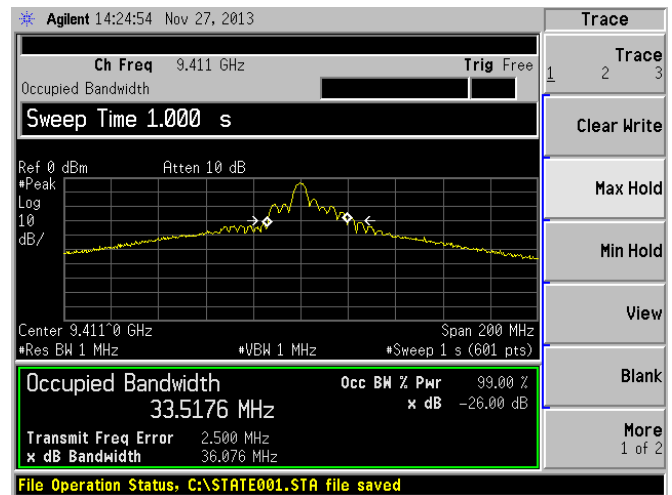 Agilent 14:24:54 Nov 27, 2013
Trace
Ch Freq 9.411 GHz Trig Free
Occupied Bandwidth
Sweep Time 1.000 s
Ref 0 dBm Atten 10 dB
#Peak
Log
10
dB/
Center 9.411^0 GHz Span 200 MHz
#Res BW 1 MHz #VBW 1 MHz #Sweep 1 s (601 pts)
Occupied Bandwidth
33.5176 MHz
Occ BW % Pwr 99.00 %
x dB -26.00 dB
Transmit Freq Error 2.500 MHz
x dB Bandwidth 36.076 MHz
File Operation Status, C:\STATE001.STA file saved
Trace
1 2 3
Clear Write
Max Hold
Min Hold
View
Blank
More
1 of 2